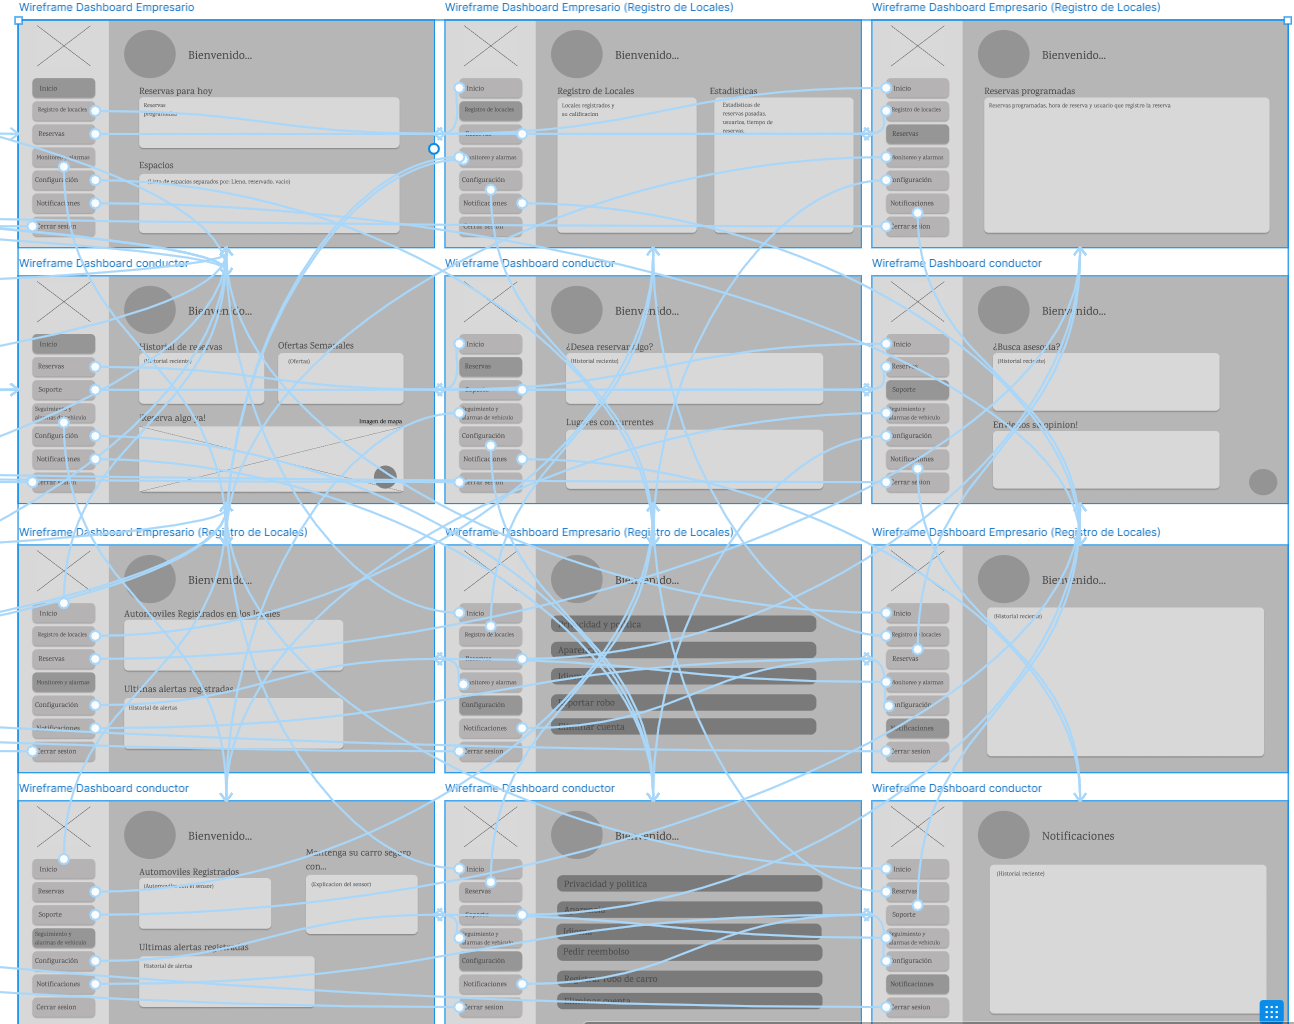 Wireframe Dashboard Empresario
Bienvenido...
Inicio
Registro de locacles
Reservas
Monitoreo y alarmas
Configuración
Notificaciones
Cerrar sesion
Reservas para hoy
Reservas
programadas
Espacios
(Lista de espacios separados por: Lleno, reservado, vacio)
Wireframe Dashboard Empresario (Registro de Locales)
Bienvenido...
Inicio
Registro de locacles
Reservas
Monitoreo y alarmas
Configuración
Notificaciones
Cerrar sesion
Registro de Locales
Locales registrados y
su calificacion
Estadisticas
Estadisticas de
reservas pasadas,
usuarios, tiempo de
reservas.
Wireframe Dashboard Empresario (Registro de Locales)
Bienvenido...
Inicio
Registro de locacles
Reservas
Monitoreo y alarmas
Configuración
Notificaciones
Cerrar sesion
Reservas programadas
Reservas programadas, hora de reserva y usuario que registro la reserva
Wireframe Dashboard conductor
Bienvenido...
Inicio
Reservas
Soporte
Seguimiento y
alarmas de vehiculo
Configuración
Notificaciones
Cerrar sesion
Historial de reservas
(Historial reciente)
Ofertas Semanales
(Ofertas)
¡Reserva algo ya!
Imagen de mapa
Wireframe Dashboard conductor
Bienvenido...
Inicio
Reservas
Soporte
Seguimiento y
alarmas de vehiculo
Configuración
Notificaciones
Cerrar sesion
¿Desea reservar algo?
(Historial reciente)
Lugares concurrentes
Wireframe Dashboard conductor
Bienvenido...
Inicio
Reservas
Soporte
Seguimiento y
alarmas de vehiculo
Configuración
Notificaciones
Cerrar sesion
¿Busca asesoria?
(Historial reciente)
Envienos su opinion!
Wireframe Dashboard Empresario (Registro de Locales)
Bienvenido...
Inicio
Registro de locacles
Reservas
Monitoreo y alarmas
Configuración
Notificaciones
Cerrar sesion
Automoviles Registrados en los locales
Ultimas alertas registradas
Historial de alertas
Wireframe Dashboard Empresario (Registro de Locales)
Bienvenido...
Inicio
Registro de locacles
Reservas
Monitoreo y alarmas
Configuración
Notificaciones
Cerrar sesion
Privacidad y politica
Apariencia
Idioma
Reportar robo
Eliminar cuenta
Wireframe Dashboard Empresario (Registro de Locales)
Bienvenido...
Inicio
Registro de locacles
Reservas
Monitoreo y alarmas
Configuración
Notificaciones
Cerrar sesion
(Historial reciente)
Wireframe Dashboard conductor
Bienvenido...
Inicio
Reservas
Soporte
Seguimiento y
alarmas de vehiculo
Configuración
Notificaciones
Cerrar sesion
Automoviles Registrados
(Automoviles con el sensor)
Mantenga su carro seguro
con...
(Explicacion del sensor)
Ultimas alertas registradas
Historial de alertas
Wireframe Dashboard conductor
Bienvenido...
Inicio
Reservas
Soporte
Seguimiento y
alarmas de vehiculo
Configuración
Notificaciones
Cerrar sesion
Privacidad y politica
Apariencia
Idioma
Pedir reembolso
Registrar robo de carro
Eliminar cuenta
Wireframe Dashboard conductor
Notificaciones
Inicio
Reservas
Soporte
Seguimiento y
alarmas de vehiculo
Configuración
Notificaciones
Cerrar sesion
(Historial reciente)